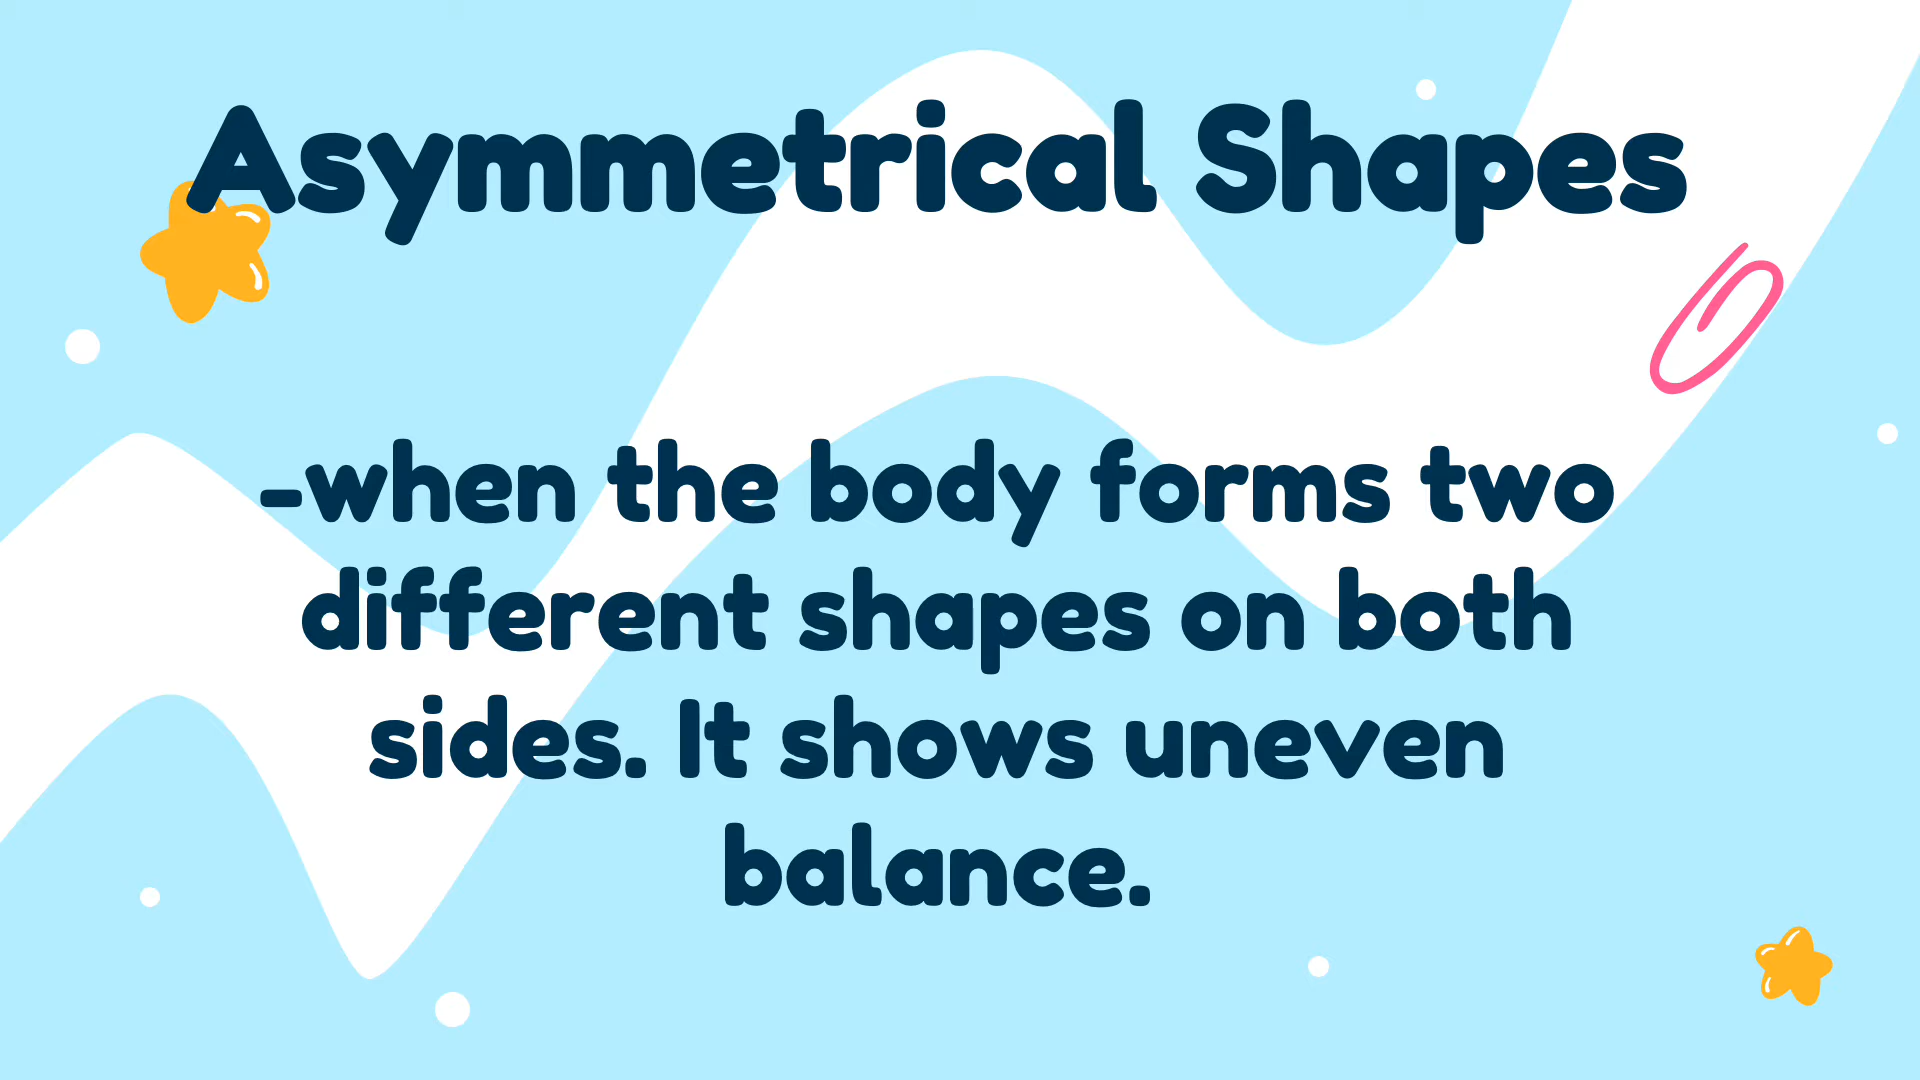 Asymmetrical Shapes
-when the body forms two
different shapes on both
sides. It shows uneven
balance.